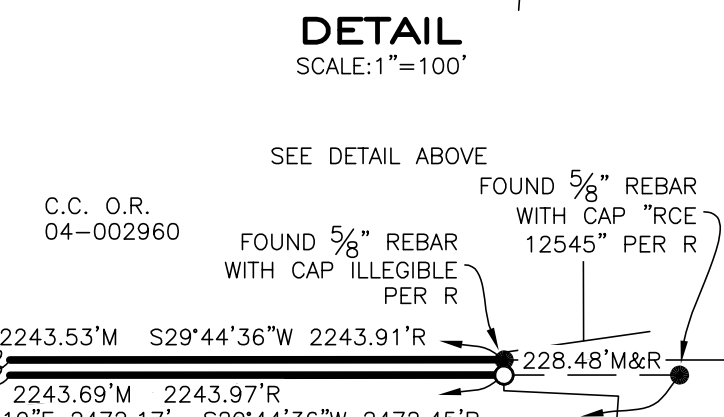 DETAIL
SCALE:1"=100'
SEE DETAIL ABOVE
C.C. O.R.
04-002960
FOUND 5/8" REBAR
WITH CAP ILLEGIBLE
PER R
FOUND 5/8" REBAR
WITH CAP "RCE
12545" PER R
2243.53'M S29°44'36"W 2243.91'R
228.48'M&R
2243.69'M 2243.97'R